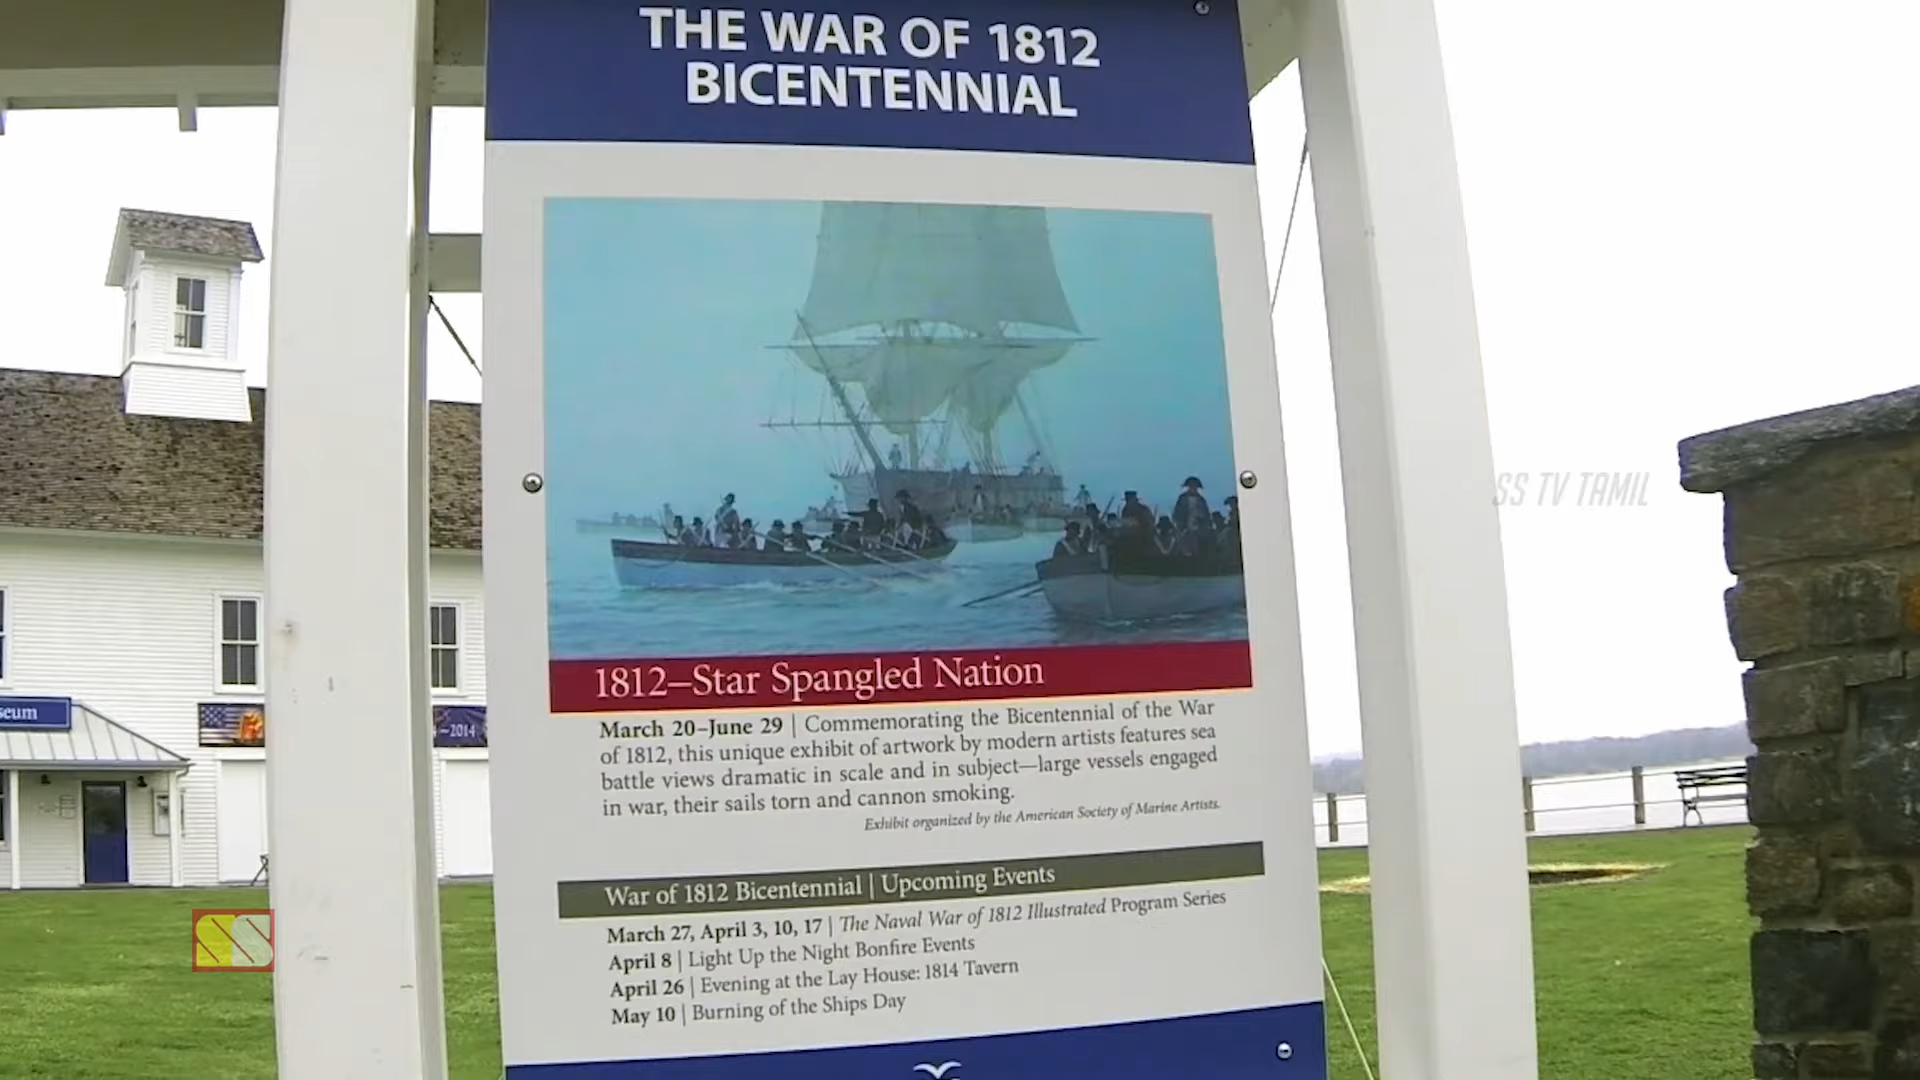 THE WAR OF 1812
BICENTENNIAL
SS TV TAMIL
1812–Star Spangled Nation
March 20–June 29 | Commemorating the Bicentennial of the War
of 1812, this unique exhibit of artwork by modern artists features sea
battle views dramatic in scale and in subject—large vessels engaged
in war, their sails torn and cannon smoking.
Exhibit organized by the American Society of Marine Artists.
seum
–2014
War of 1812 Bicentennial | Upcoming Events
March 27, April 3, 10, 17 | The Naval War of 1812 Illustrated Program Series
April 8 | Light Up the Night Bonfire Events
April 26 | Evening at the Lay House: 1814 Tavern
May 10 | Burning of the Ships Day
SS